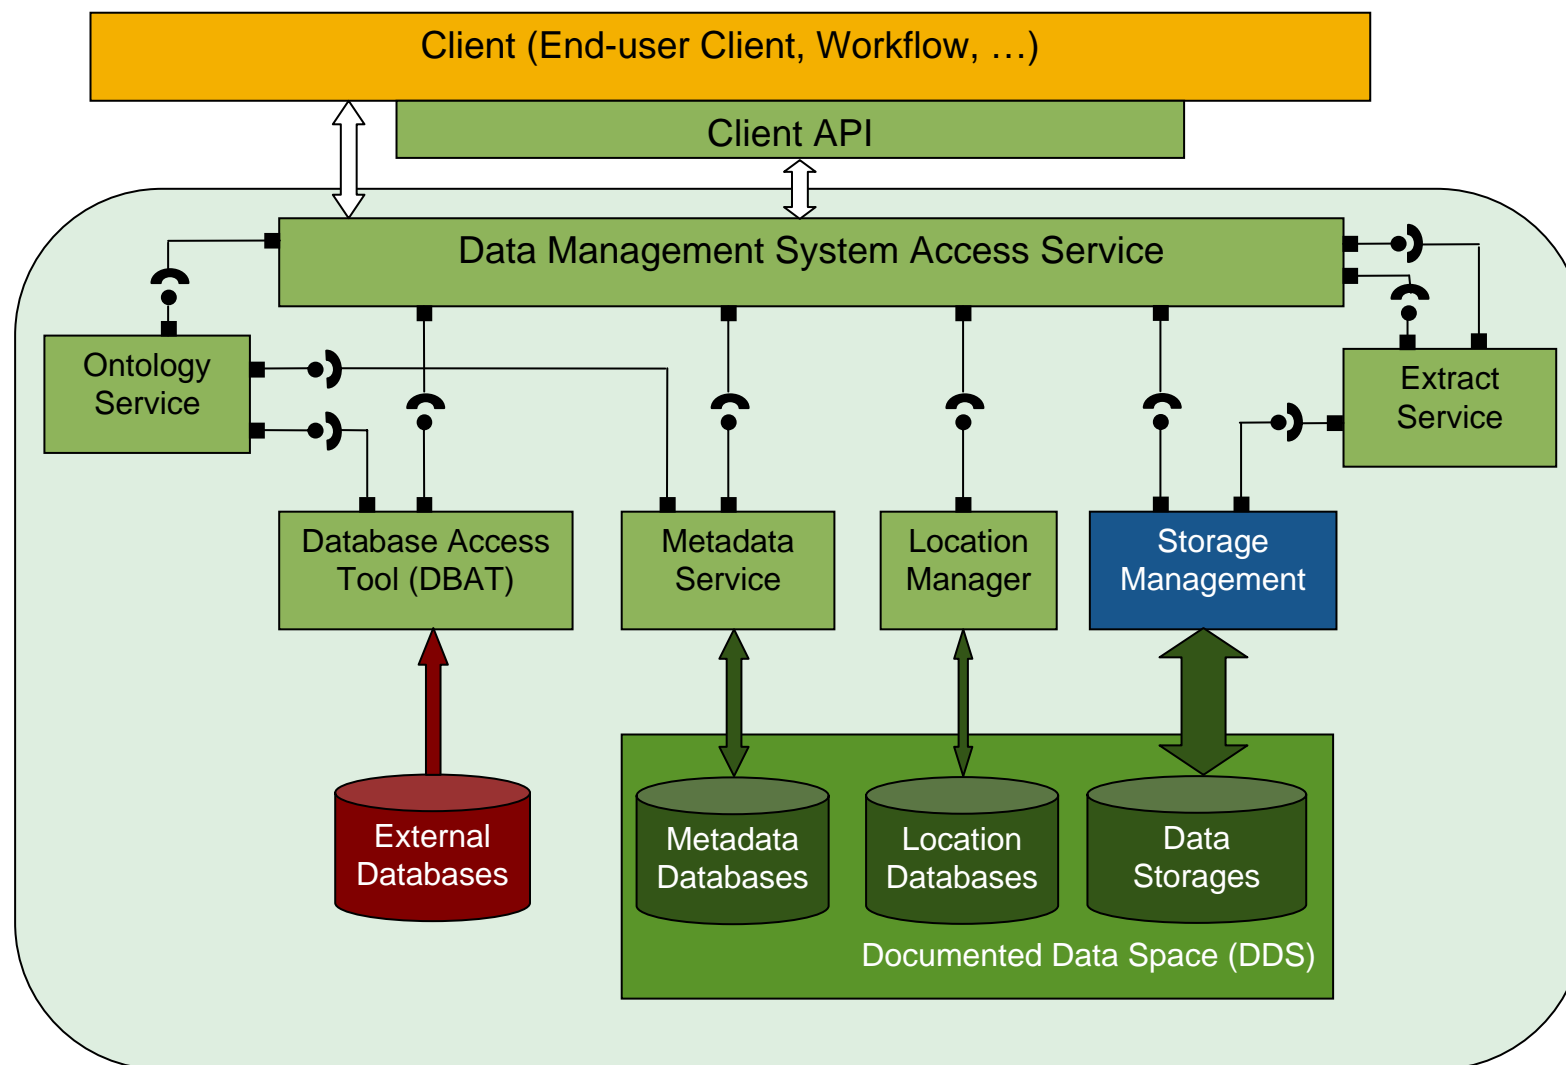 Client (End-user Client, Workflow, …)
Client API
Data Management System Access Service
Ontology
Service
Extract
Service
Database Access
Tool (DBAT)
Metadata
Service
Location
Manager
Storage
Management
External
Databases
Metadata
Databases
Location
Databases
Data
Storages
Documented Data Space (DDS)